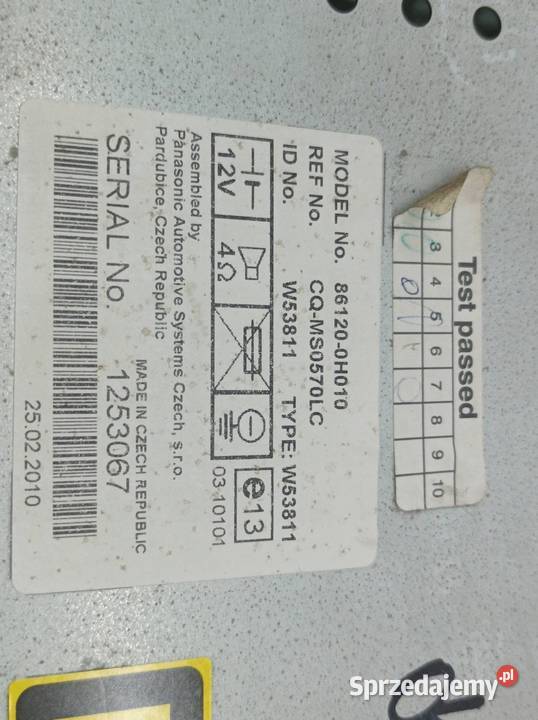 Test passed
3 4 5 6 7 8 9 10
MODEL No. 86120-0H010
REF No. CQ-MS0570LC
ID No. W53811 TYPE: W53811
12V 4Ω e13
03 10101
Assembled by
Panasonic Automotive Systems Czech, s.r.o.
Pardubice, Czech Republic
MADE IN CZECH REPUBLIC
SERIAL No. 1253067
25.02.2010
Sprzedajemy.pl